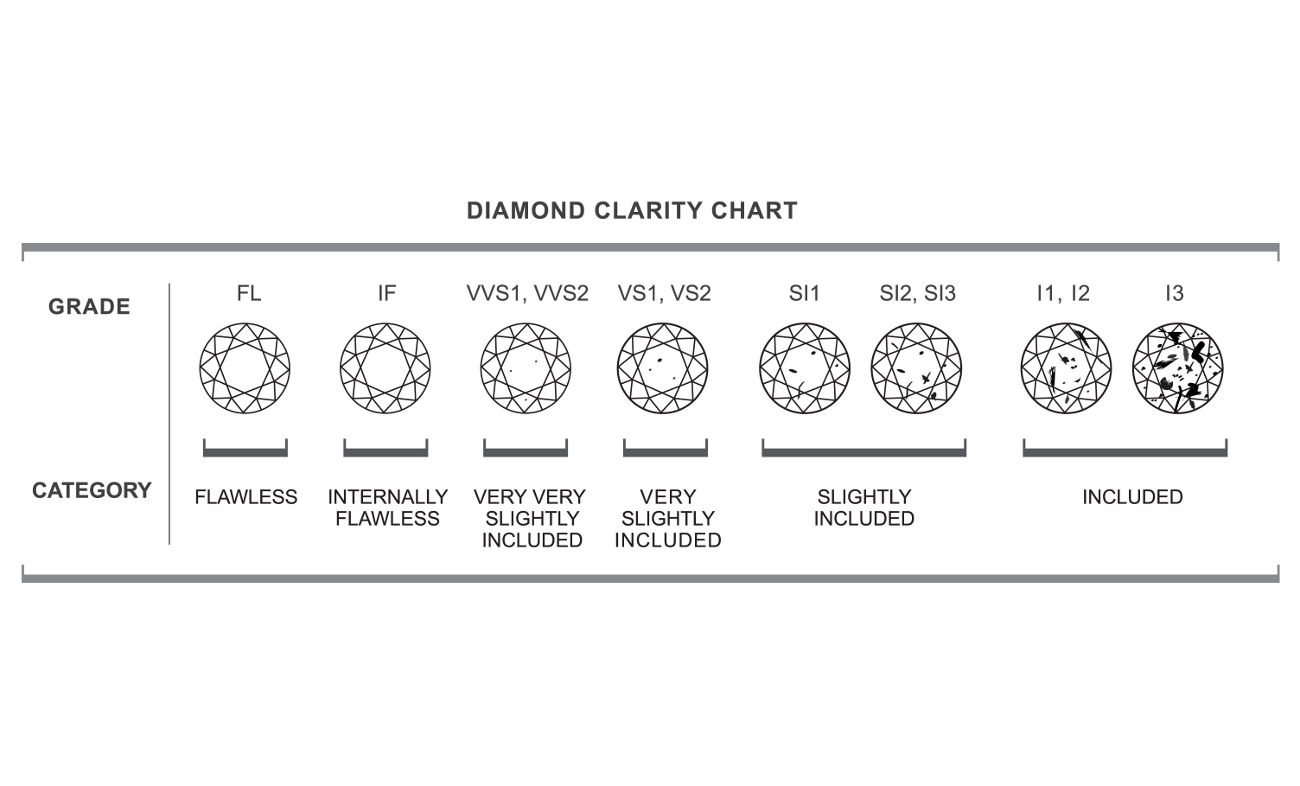 DIAMOND CLARITY CHART
GRADE
FL
IF
VVS1, VVS2
VS1, VS2
SI1
SI2, SI3
I1, I2
I3
CATEGORY
FLAWLESS
INTERNALLY
FLAWLESS
VERY VERY
SLIGHTLY
INCLUDED
VERY
SLIGHTLY
INCLUDED
SLIGHTLY
INCLUDED
INCLUDED